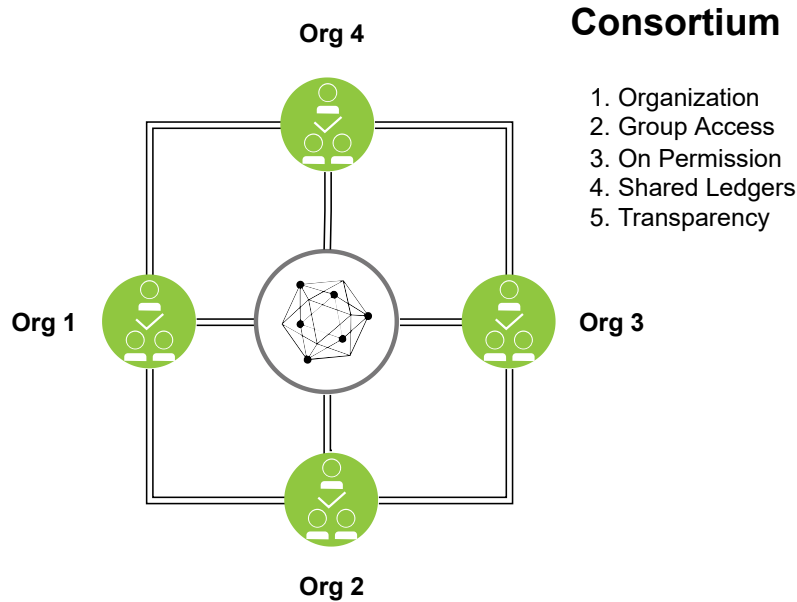 Consortium
Org 4
1. Organization
2. Group Access
3. On Permission
4. Shared Ledgers
5. Transparency
Org 1
Org 3
Org 2